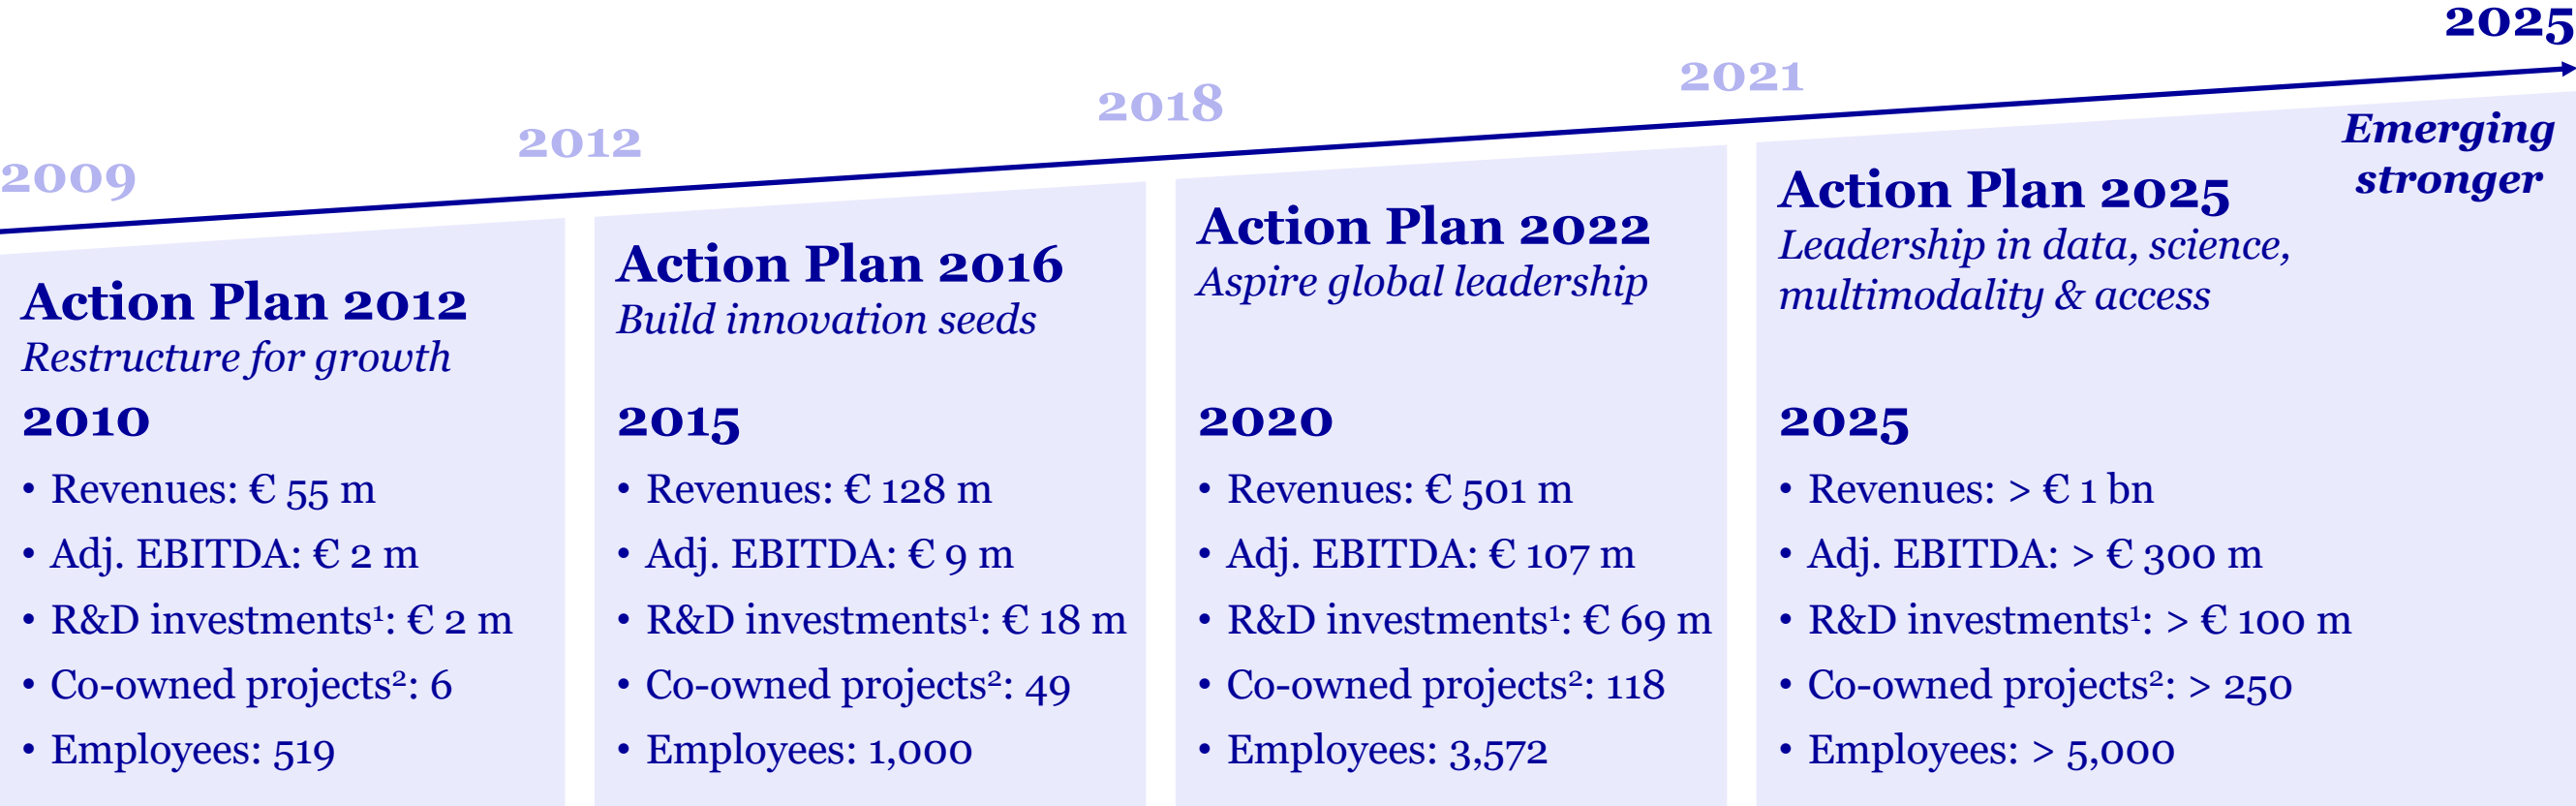 2009
2012
2018
2021
2025
Emerging
stronger
Action Plan 2012
Restructure for growth
2010
• Revenues: € 55 m
• Adj. EBITDA: € 2 m
• R&D investments¹: € 2 m
• Co-owned projects²: 6
• Employees: 519
Action Plan 2016
Build innovation seeds
2015
• Revenues: € 128 m
• Adj. EBITDA: € 9 m
• R&D investments¹: € 18 m
• Co-owned projects²: 49
• Employees: 1,000
Action Plan 2022
Aspire global leadership
2020
• Revenues: € 501 m
• Adj. EBITDA: € 107 m
• R&D investments¹: € 69 m
• Co-owned projects²: 118
• Employees: 3,572
Action Plan 2025
Leadership in data, science,
multimodality & access
2025
• Revenues: > € 1 bn
• Adj. EBITDA: > € 300 m
• R&D investments¹: > € 100 m
• Co-owned projects²: > 250
• Employees: > 5,000